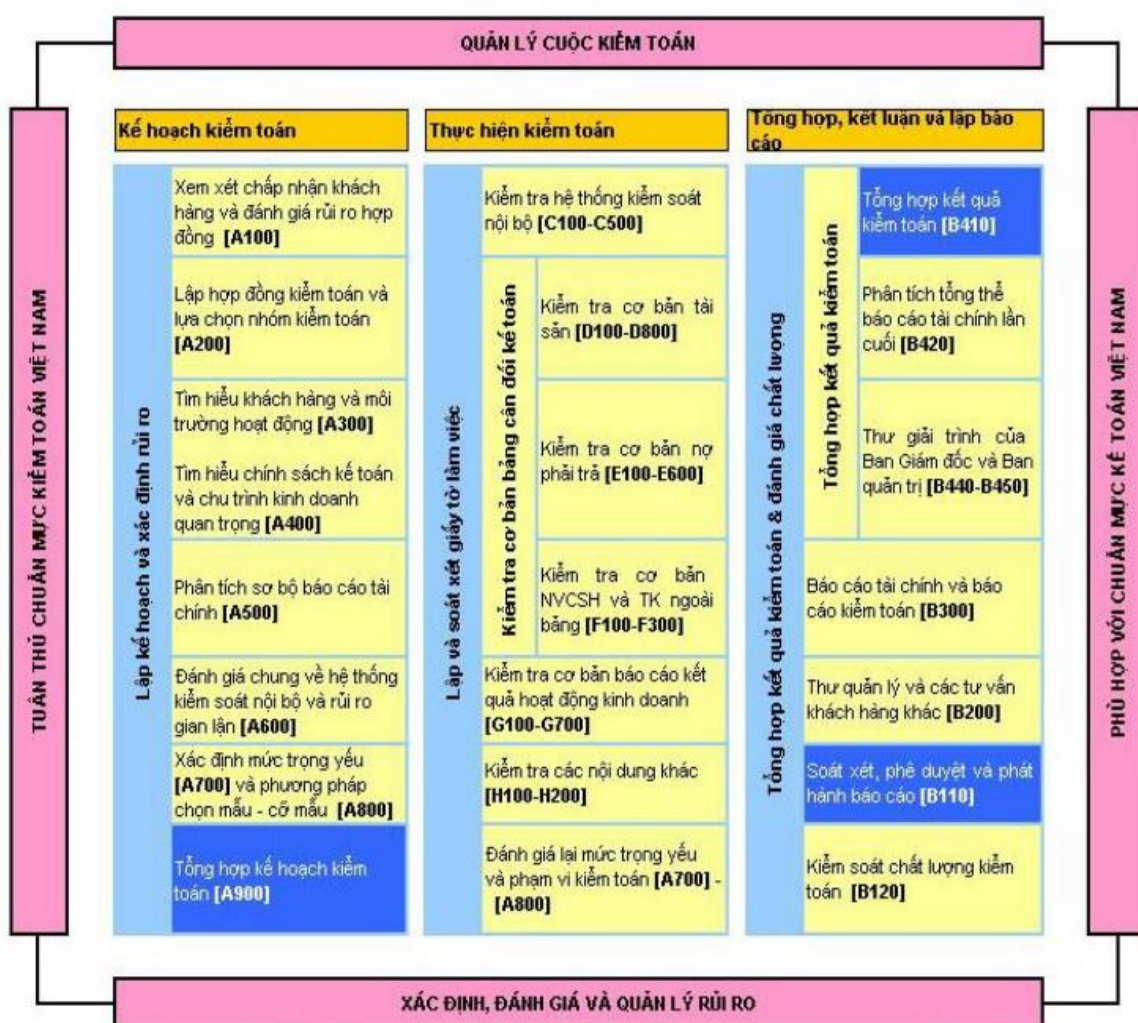 QUẢN LÝ CUỘC KIỂM TOÁN
TUÂN THỦ CHUẨN MỰC KIỂM TOÁN VIỆT NAM
Kế hoạch kiểm toán
Lập kế hoạch và xác định rủi ro
Xem xét chấp nhận khách
hàng và đánh giá rủi ro hợp
đồng [A100]
Lập hợp đồng kiểm toán và
lựa chọn nhóm kiểm toán
[A200]
Tìm hiểu khách hàng và môi
trường hoạt động [A300]
Tìm hiểu chính sách kế toán
và chu trình kinh doanh
quan trọng [A400]
Phân tích sơ bộ báo cáo tài
chính [A500]
Đánh giá chung về hệ thống
kiểm soát nội bộ và rủi ro
gian lận [A600]
Xác định mức trọng yếu
[A700] và phương pháp
chọn mẫu - cỡ mẫu [A800]
Tổng hợp kế hoạch kiểm
toán [A900]
Thực hiện kiểm toán
Lập và soát xét giấy tờ làm việc
Kiểm tra hệ thống kiểm soát
nội bộ [C100-C500]
Kiểm tra cơ bản bảng cân đối kế toán
Kiểm tra cơ bản tài
sản [D100-D800]
Kiểm tra cơ bản nợ
phải trả [E100-E600]
Kiểm tra cơ bản
NVCSH và TK ngoài
bảng [F100-F300]
Kiểm tra cơ bản báo cáo kết
quả hoạt động kinh doanh
[G100-G700]
Kiểm tra các nội dung khác
[H100-H200]
Đánh giá lại mức trọng yếu
và phạm vi kiểm toán [A700] -
[A800]
Tổng hợp, kết luận và lập báo
cáo
Tổng hợp kết quả kiểm toán & đánh giá chất lượng
Tổng hợp kết quả kiểm toán
Tổng hợp kết quả
kiểm toán [B410]
Phân tích tổng thể
báo cáo tài chính lần
cuối [B420]
Thư giải trình của
Ban Giám đốc và Ban
quản trị [B440-B450]
Báo cáo tài chính và báo
cáo kiểm toán [B300]
Thư quản lý và các tư vấn
khách hàng khác [B200]
Soát xét, phê duyệt và phát
hành báo cáo [B110]
Kiểm soát chất lượng kiểm
toán [B120]
PHÙ HỢP VỚI CHUẨN MỰC KẾ TOÁN VIỆT NAM
XÁC ĐỊNH, ĐÁNH GIÁ VÀ QUẢN LÝ RỦI RO